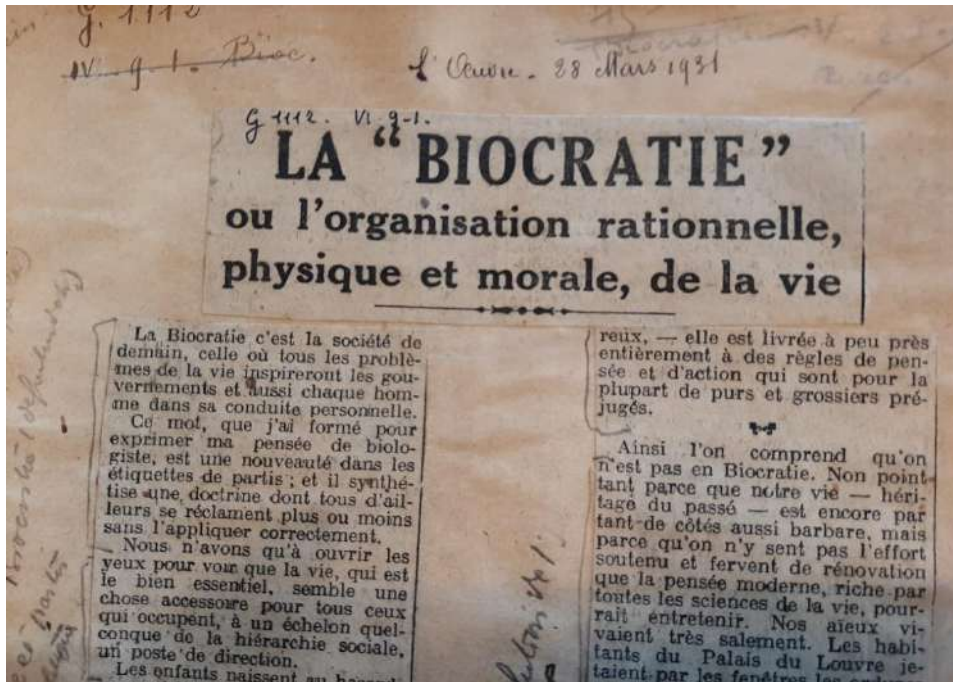 G. 1112
IV. g. 1. Bioc.
l'Œuvre. 28 Mars 1931
G 1112. VI. g-1.
LA “BIOCRATIE”
ou l'organisation rationnelle,
physique et morale, de la vie
La Biocratie c'est la société de
demain, celle où tous les problè-
mes de la vie inspireront les gou-
vernements et aussi chaque hom-
me dans sa conduite personnelle.
Ce mot, que j'ai formé pour
exprimer ma pensée de biolo-
giste, est une nouveauté dans les
étiquettes de partis ; et il synthé-
tise une doctrine dont tous d'ail-
leurs se réclament plus ou moins
sans l'appliquer correctement.
Nous n'avons qu'à ouvrir les
yeux pour voir que la vie, qui est
le bien essentiel, semble une
chose accessoire pour tous ceux
qui occupent, à un échelon quel-
conque de la hiérarchie sociale,
un poste de direction.
Les enfants naissent au
reux, — elle est livrée à peu près
entièrement à des règles de pen-
sée et d'action qui sont pour la
plupart de purs et grossiers pré-
jugés.
Ainsi l'on comprend qu'on
n'est pas en Biocratie. Non point
tant parce que notre vie — héri-
tage du passé — est encore par
tant de côtés aussi barbare, mais
parce qu'on n'y sent pas l'effort
soutenu et fervent de rénovation
que la pensée moderne, riche par
toutes les sciences de la vie, pour-
rait entretenir. Nos aïeux vi-
vaient très salement. Les habi-
tants du Palais du Louvre je-
taient par les fenêtres les